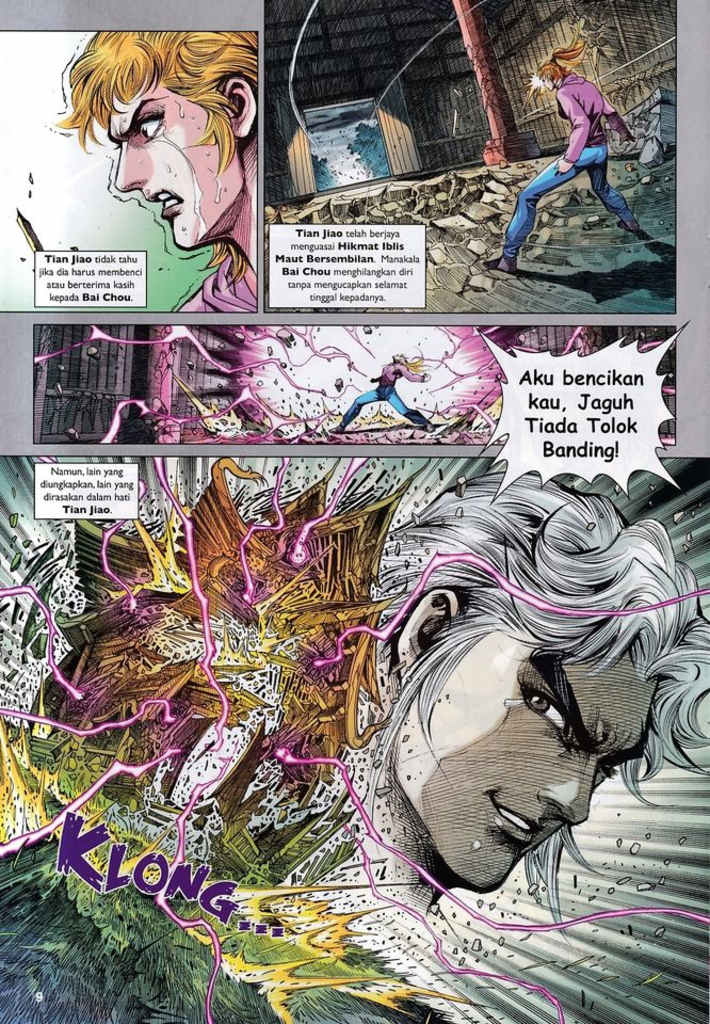 Tian Jiao tidak tahu
jika dia harus membenci
atau berterima kasih
kepada Bai Chou.
Tian Jiao telah berjaya
menguasai Hikmat Iblis
Maut Bersembilan. Manakala
Bai Chou menghilangkan diri
tanpa mengucapkan selamat
tinggal kepadanya.
Aku bencikan
kau, Jaguh
Tiada Tolok
Banding!
Namun, lain yang
diungkapkan, lain yang
dirasakan dalam hati
Tian Jiao.
KLONG...
9